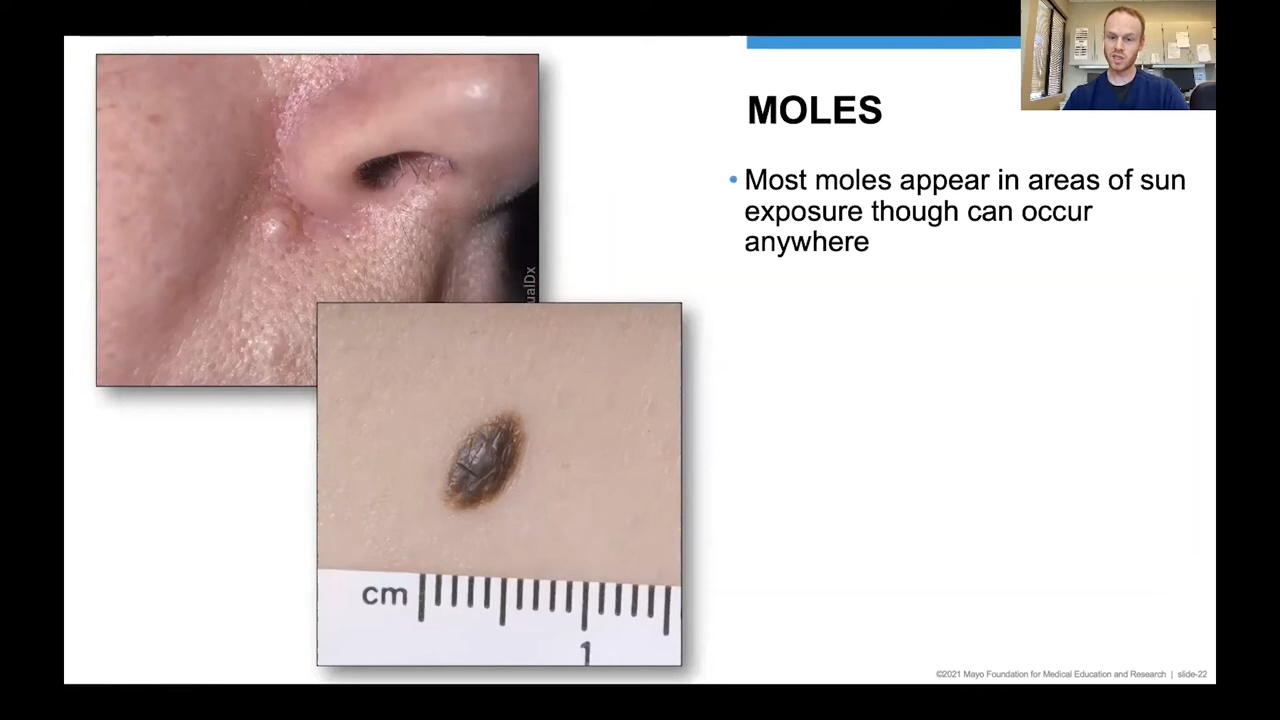 MOLES
• Most moles appear in areas of sun
exposure though can occur
anywhere
ualDx
cm
1
©2021 Mayo Foundation for Medical Education and Research | slide-22